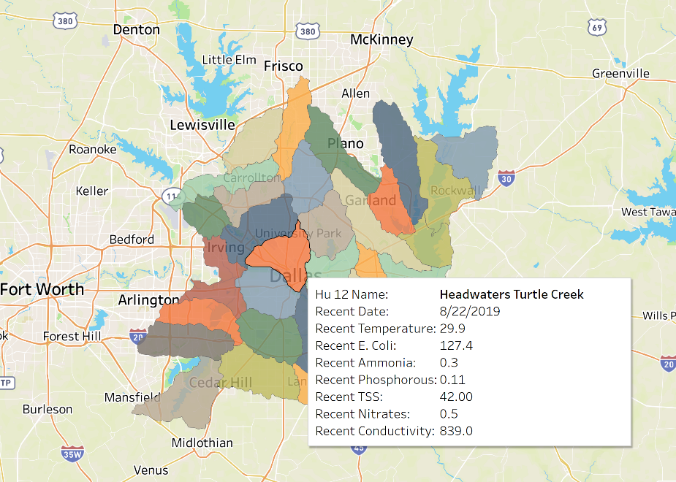 380
Denton
380
McKinney
69
Little Elm
Frisco
Greenville
Allen
Lewisville
Plano
Roanoke
Carrollton
30
Keller
Garland
Rockwall
West Tawa
University Park
Bedford
Irving
Dallas
Fort Worth
Arlington
Hu 12 Name: Headwaters Turtle Creek
Recent Date: 8/22/2019
Recent Temperature: 29.9
Recent E. Coli: 127.4
Recent Ammonia: 0.3
Recent Phosphorous: 0.11
Recent TSS: 42.00
Recent Nitrates: 0.5
Recent Conductivity: 839.0
Wills P
Forest Hill
20
20
TP
Cedar Hill
Lan
Mansfield
Burleson
Midlothian
35W
45
Venus